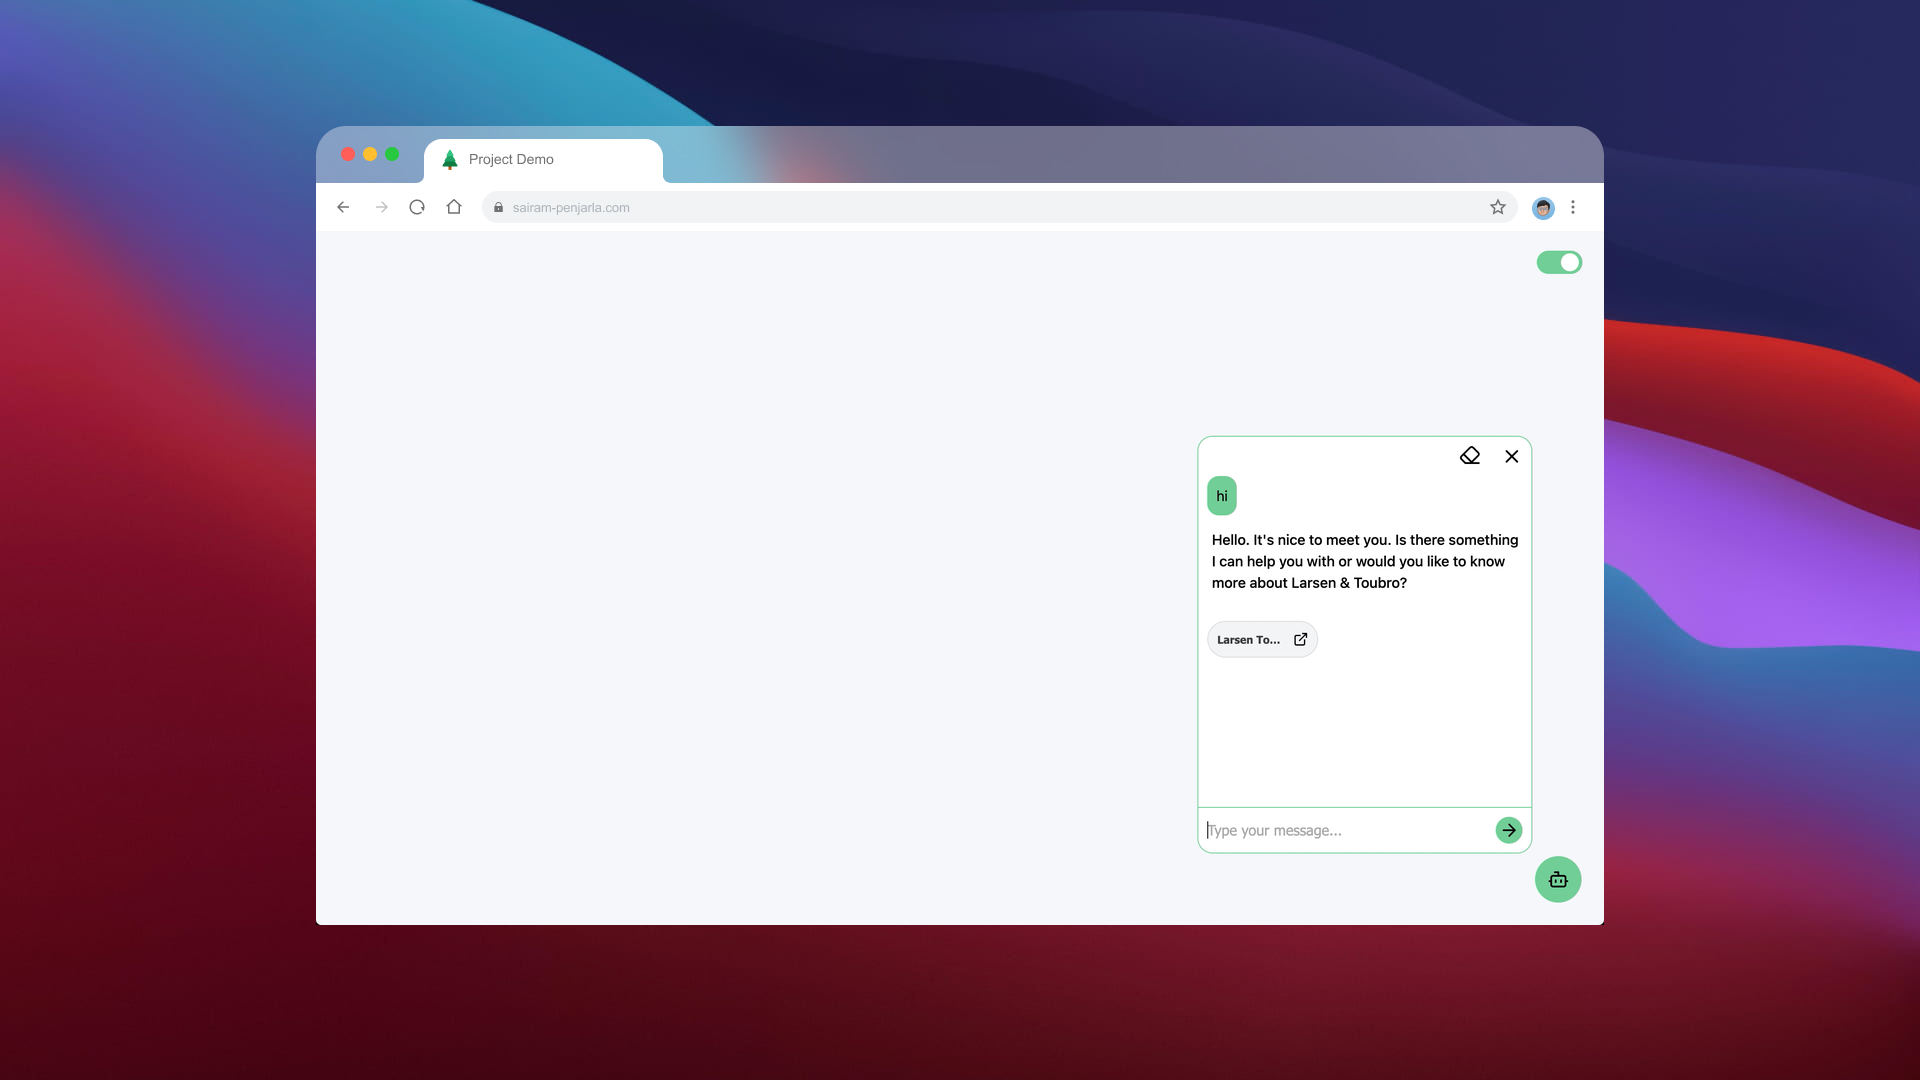 Project Demo
sairam-penjarla.com
hi
Hello. It's nice to meet you. Is there something
I can help you with or would you like to know
more about Larsen & Toubro?
Larsen To...
Type your message...